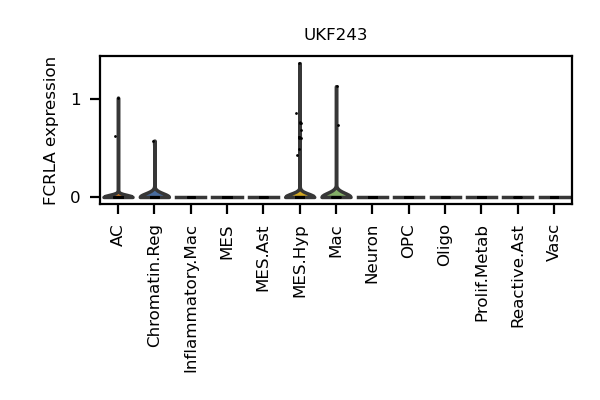 UKF243
FCRLA expression
1
0
AC
Chromatin.Reg
Inflammatory.Mac
MES
MES.Ast
MES.Hyp
Mac
Neuron
OPC
Oligo
Prolif.Metab
Reactive.Ast
Vasc